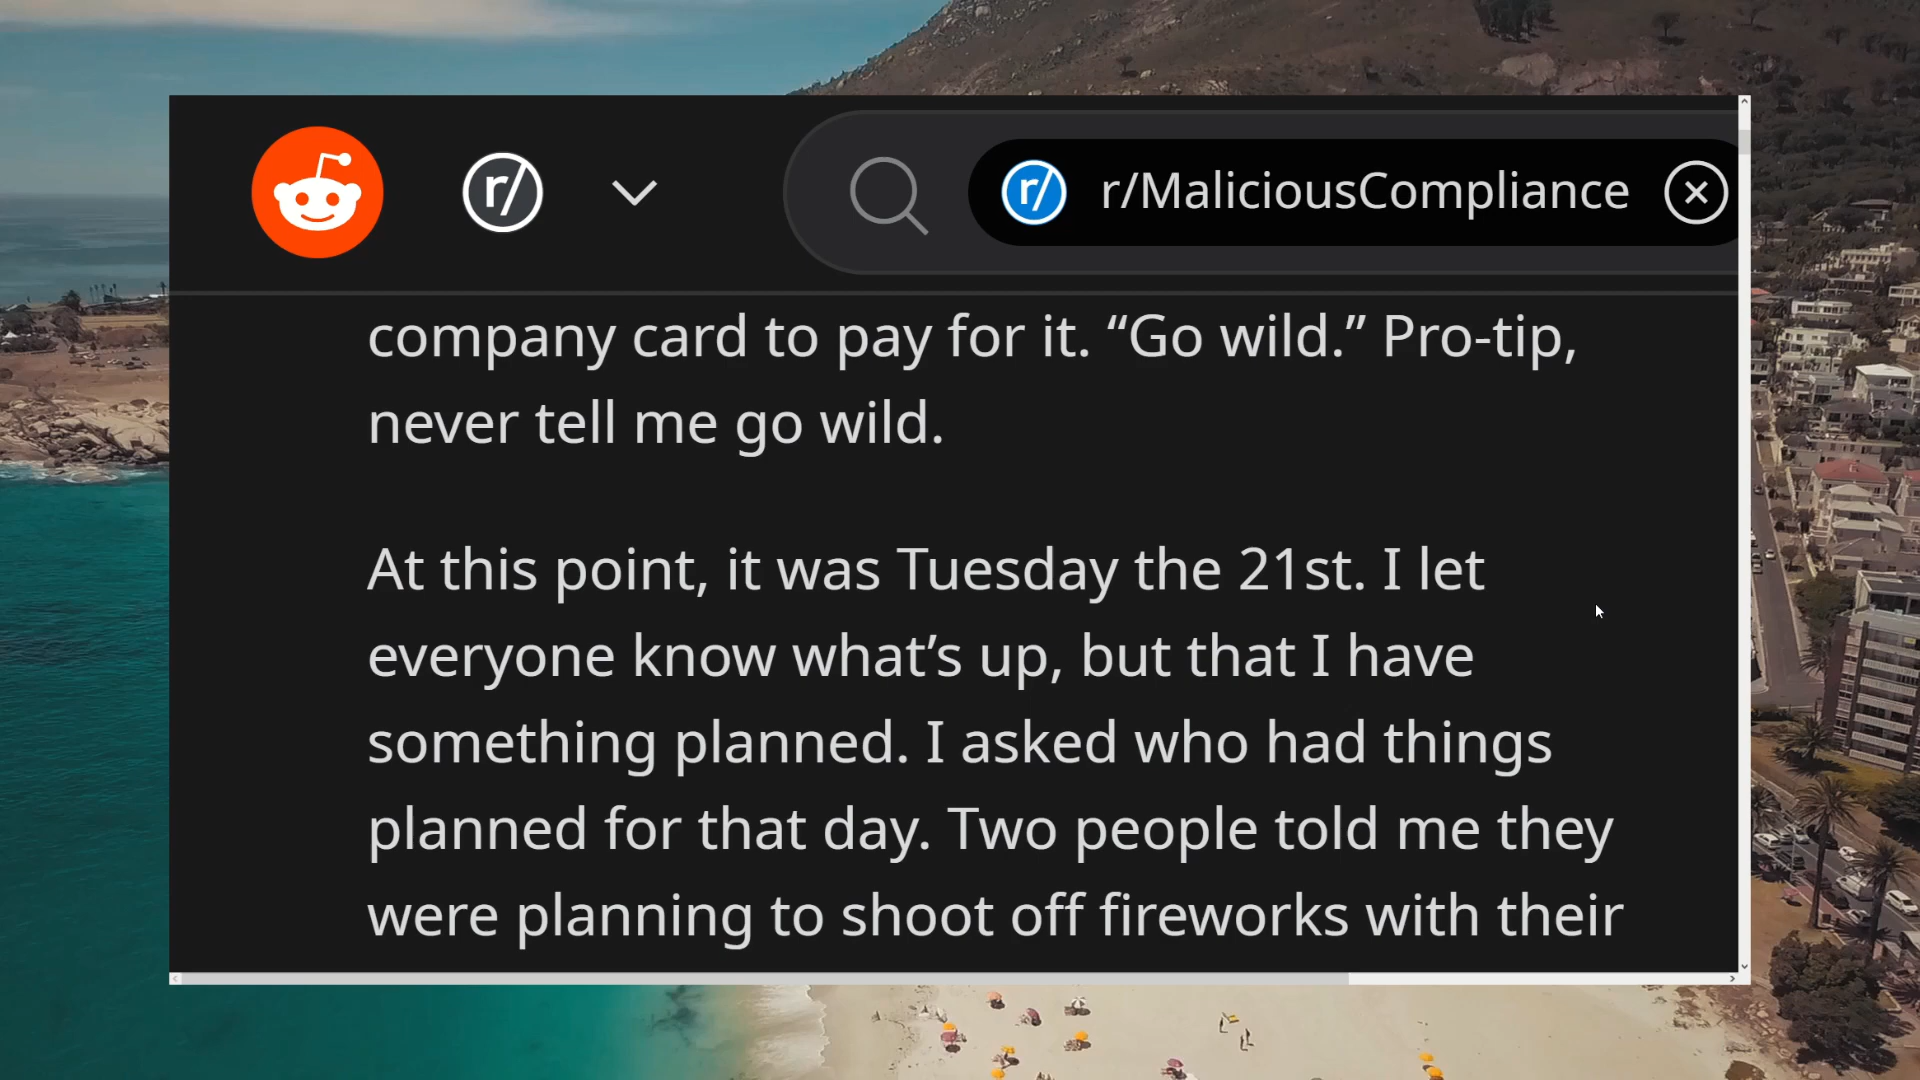 r/
r/ r/MaliciousCompliance
company card to pay for it. “Go wild.” Pro-tip,
never tell me go wild.
At this point, it was Tuesday the 21st. I let
everyone know what’s up, but that I have
something planned. I asked who had things
planned for that day. Two people told me they
were planning to shoot off fireworks with their